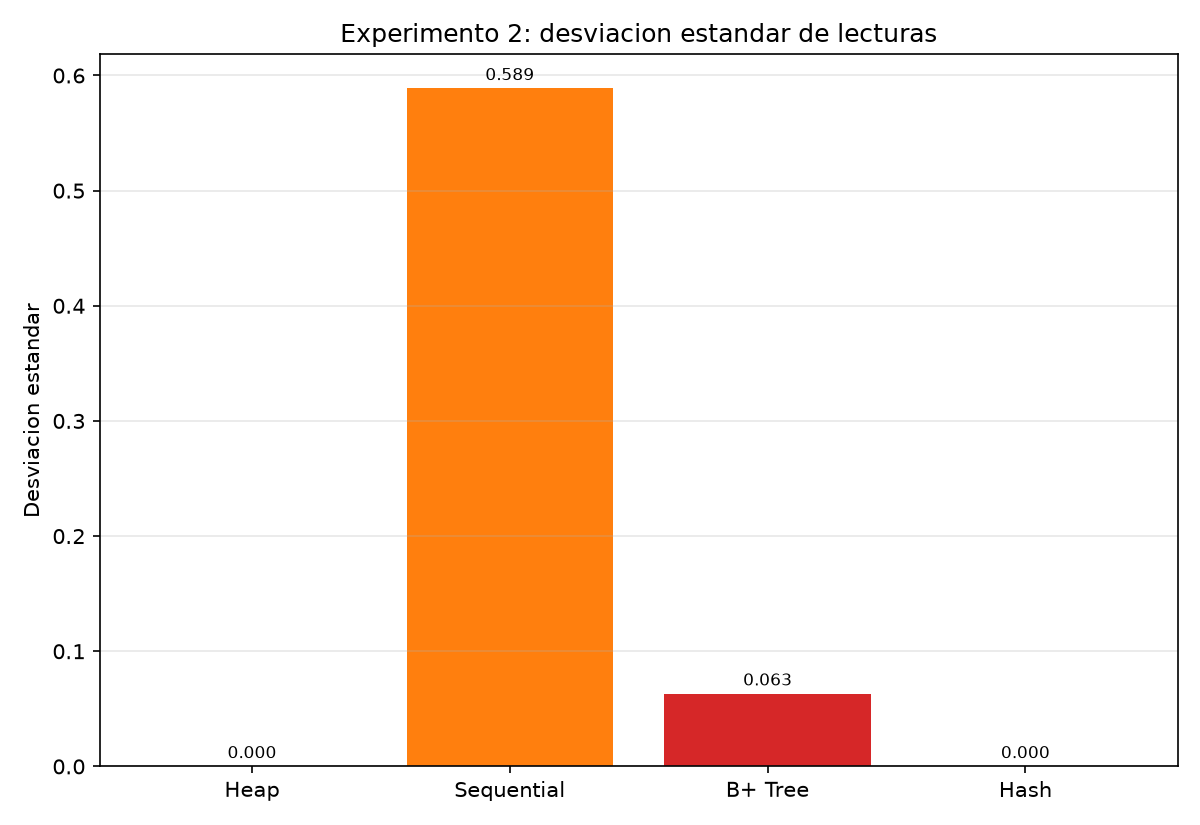 Experimento 2: desviacion estandar de lecturas
Desviacion estandar
0.6
0.5
0.4
0.3
0.2
0.1
0.0
0.000
0.589
0.063
0.000
Heap
Sequential
B+ Tree
Hash